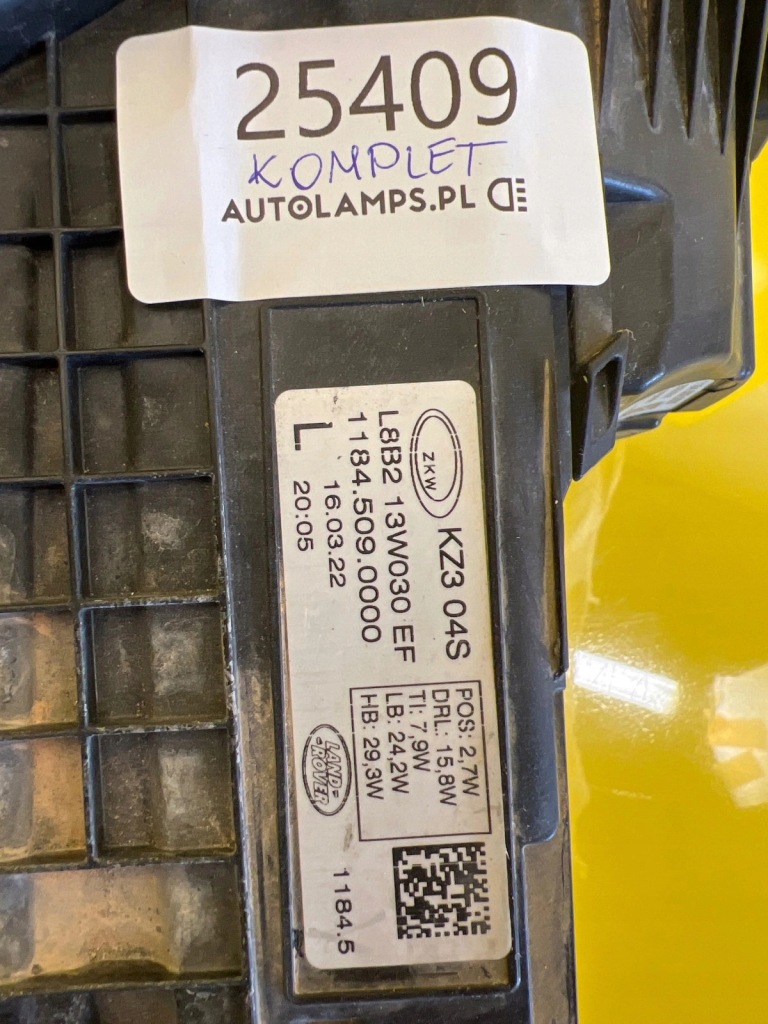 25409
KOMPLET
AUTOLAMPS.PL
ZKW KZ3 04S
L8B2 13W030 EF
1184.509.0000
L 16.03.22
20:05
POS: 2,7W
DRL: 15,8W
TI: 7,9W
LB: 24,2W
HB: 29,3W
LAND-
ROVER
1184.5